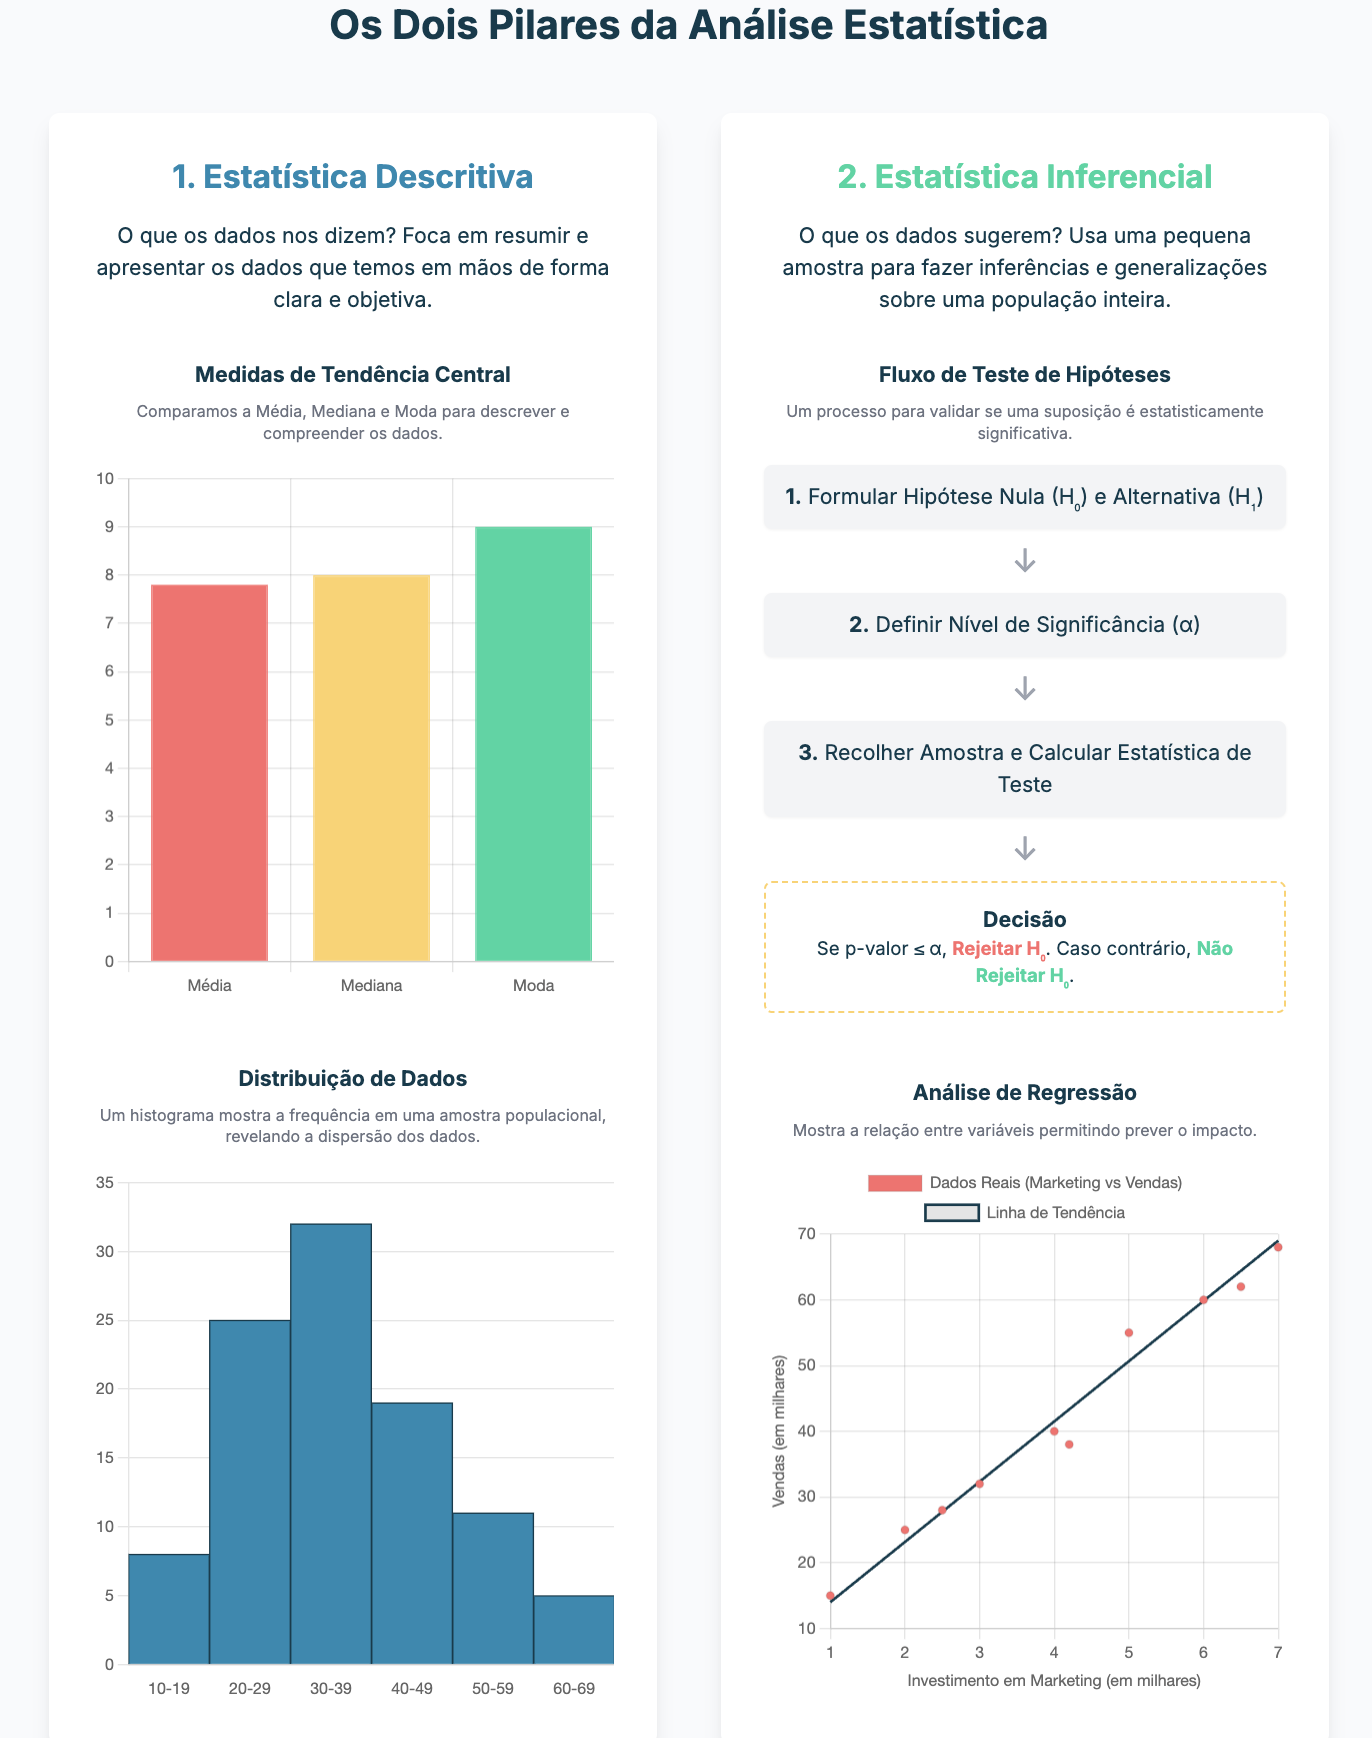 Os Dois Pilares da Análise Estatística
1. Estatística Descritiva
O que os dados nos dizem? Foca em resumir e
apresentar os dados que temos em mãos de forma
clara e objetiva.
Medidas de Tendência Central
Comparamos a Média, Mediana e Moda para descrever e
compreender os dados.
10
9
8
7
6
5
4
3
2
1
0
Média
Mediana
Moda
Distribuição de Dados
Um histograma mostra a frequência em uma amostra populacional,
revelando a dispersão dos dados.
35
30
25
20
15
10
5
0
10-19
20-29
30-39
40-49
50-59
60-69
2. Estatística Inferencial
O que os dados sugerem? Usa uma pequena
amostra para fazer inferências e generalizações
sobre uma população inteira.
Fluxo de Teste de Hipóteses
Um processo para validar se uma suposição é estatisticamente
significativa.
1. Formular Hipótese Nula (H₀) e Alternativa (H₁)
↓
2. Definir Nível de Significância (α)
↓
3. Recolher Amostra e Calcular Estatística de
Teste
↓
Decisão
Se p-valor ≤ α, Rejeitar H₀. Caso contrário, Não
Rejeitar H₀.
Análise de Regressão
Mostra a relação entre variáveis permitindo prever o impacto.
Dados Reais (Marketing vs Vendas)
Linha de Tendência
Vendas (em milhares)
70
60
50
40
30
20
10
1
2
3
4
5
6
7
Investimento em Marketing (em milhares)